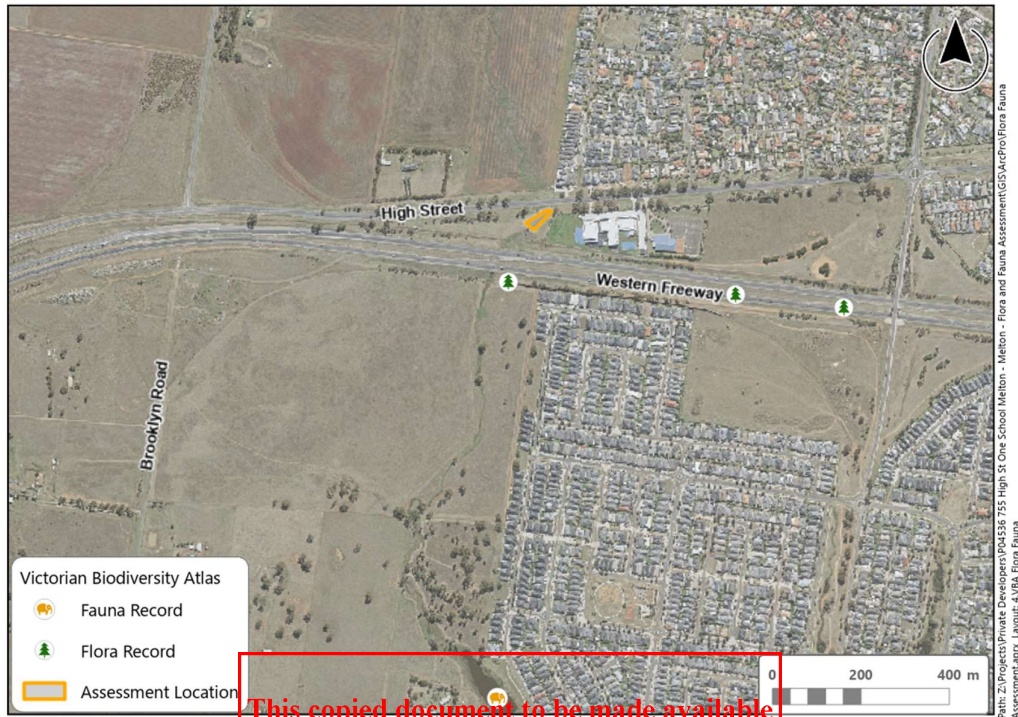 High Street
Western Freeway
Brooklyn Road
Victorian Biodiversity Atlas
Fauna Record
Flora Record
Assessment Location
0 200 400 m
This copied document to be made available
Path: Z:\Projects\Private Developers\P04536 755 High St One School Melton - Melton - Flora and Fauna Assessment\GIS\ArcPro\Flora Fauna
Assessment.aprx, Layout: 4.VBA Flora Fauna